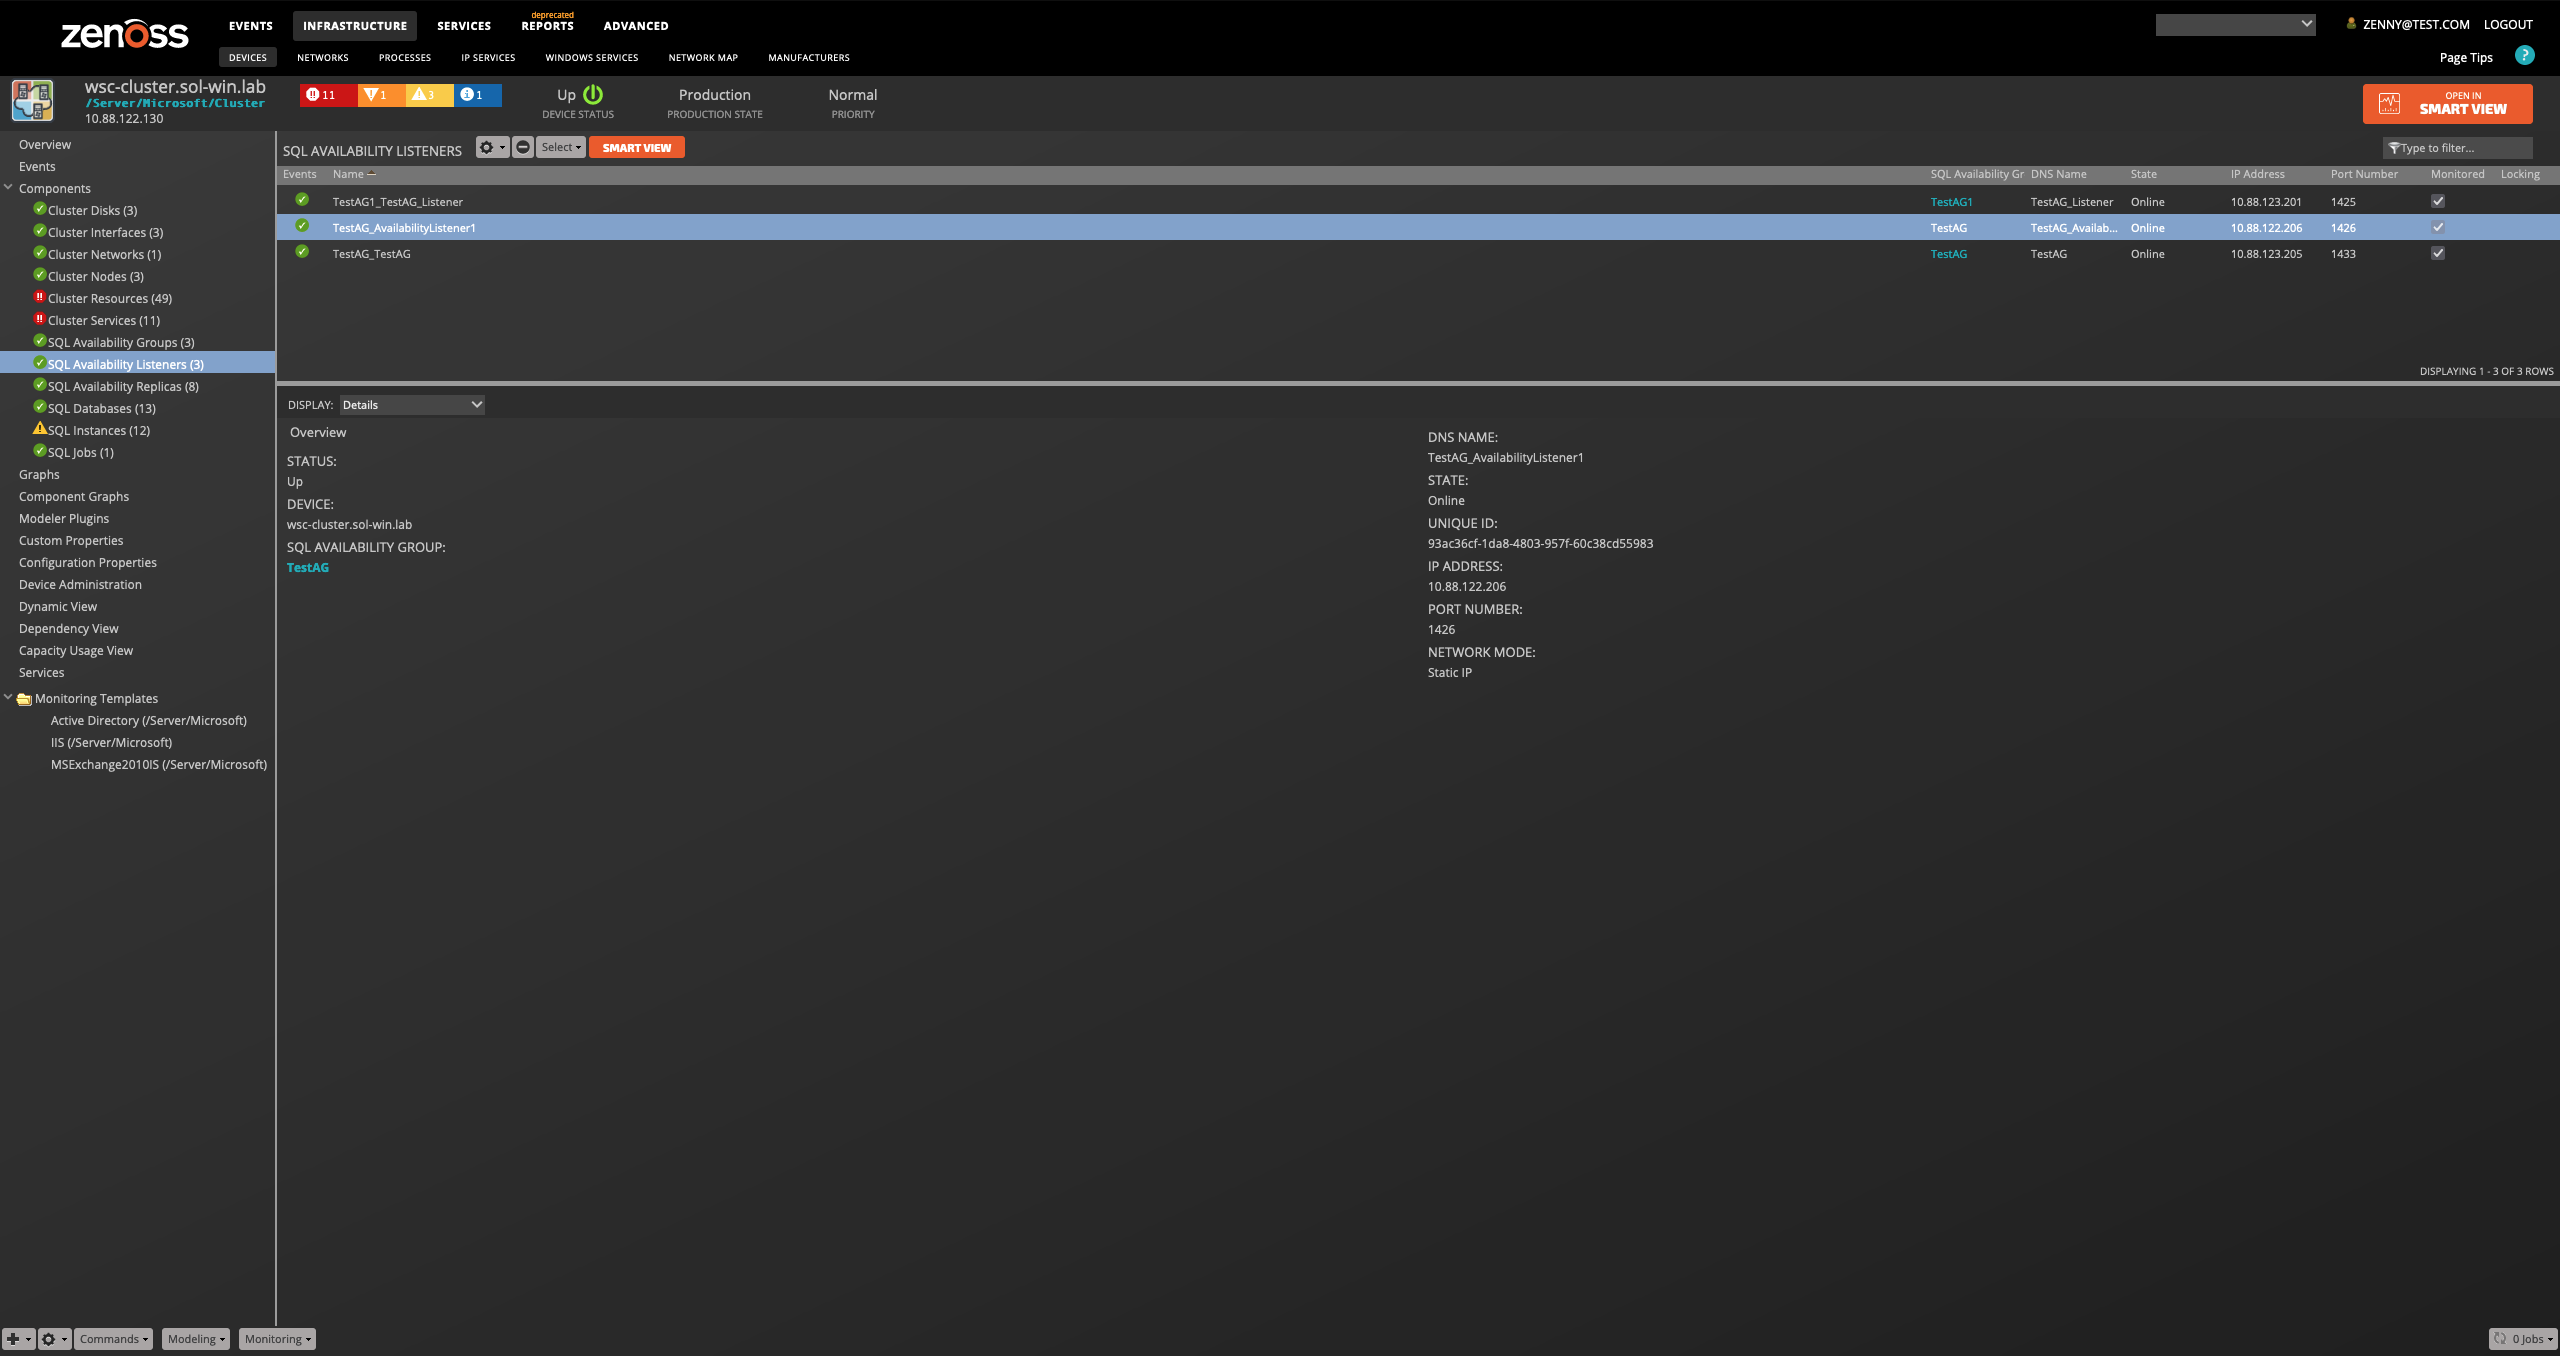 zenoss
EVENTS
INFRASTRUCTURE
SERVICES
deprecated
REPORTS
ADVANCED
ZENNY@TEST.COM
LOGOUT
DEVICES
NETWORKS
PROCESSES
IP SERVICES
WINDOWS SERVICES
NETWORK MAP
MANUFACTURERS
Page Tips
?
wsc-cluster.sol-win.lab
/Server/Microsoft/Cluster
10.88.122.130
11
1
3
1
Up
DEVICE STATUS
Production
PRODUCTION STATE
Normal
PRIORITY
OPEN IN
SMART VIEW
Overview
Events
Components
Cluster Disks (3)
Cluster Interfaces (3)
Cluster Networks (1)
Cluster Nodes (3)
Cluster Resources (49)
Cluster Services (11)
SQL Availability Groups (3)
SQL Availability Listeners (3)
SQL Availability Replicas (8)
SQL Databases (13)
SQL Instances (12)
SQL Jobs (1)
Graphs
Component Graphs
Modeler Plugins
Custom Properties
Configuration Properties
Device Administration
Dynamic View
Dependency View
Capacity Usage View
Services
Monitoring Templates
Active Directory (/Server/Microsoft)
IIS (/Server/Microsoft)
MSExchange2010IS (/Server/Microsoft)
SQL AVAILABILITY LISTENERS
Select
SMART VIEW
Type to filter...
Events Name SQL Availability Gr DNS Name State IP Address Port Number Monitored Locking
TestAG1_TestAG_Listener TestAG1 TestAG_Listener Online 10.88.123.201 1425
TestAG_AvailabilityListener1 TestAG TestAG_Availab... Online 10.88.122.206 1426
TestAG_TestAG TestAG TestAG Online 10.88.123.205 1433
DISPLAYING 1 - 3 OF 3 ROWS
DISPLAY: Details
Overview
STATUS:
Up
DEVICE:
wsc-cluster.sol-win.lab
SQL AVAILABILITY GROUP:
TestAG
DNS NAME:
TestAG_AvailabilityListener1
STATE:
Online
UNIQUE ID:
93ac36cf-1da8-4803-957f-60c38cd55983
IP ADDRESS:
10.88.122.206
PORT NUMBER:
1426
NETWORK MODE:
Static IP
Commands
Modeling
Monitoring
0 Jobs